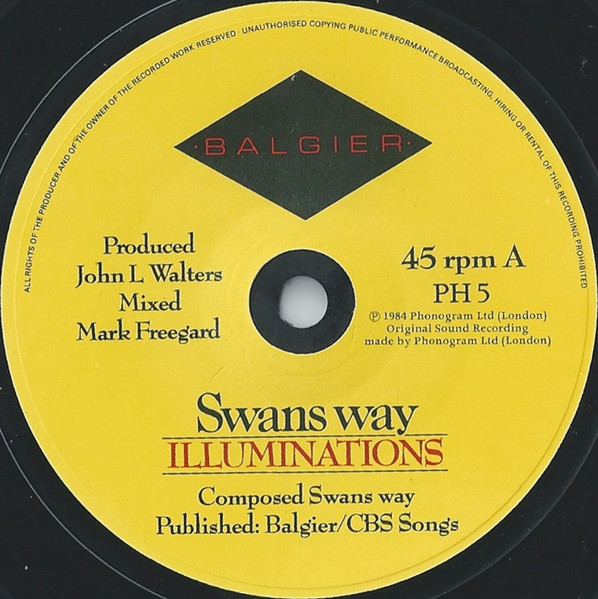 ALL RIGHTS OF THE PRODUCER AND OF THE OWNER OF THE RECORDED WORK RESERVED · UNAUTHORISED COPYING PUBLIC PERFORMANCE BROADCASTING, HIRING OR RENTAL OF THIS RECORDING PROHIBITED
·BALGIER·
Produced
John L Walters
Mixed
Mark Freegard
45 rpm A
PH 5
℗ 1984 Phonogram Ltd (London)
Original Sound Recording
made by Phonogram Ltd (London)
Swans way
ILLUMINATIONS
Composed Swans way
Published: Balgier/CBS Songs